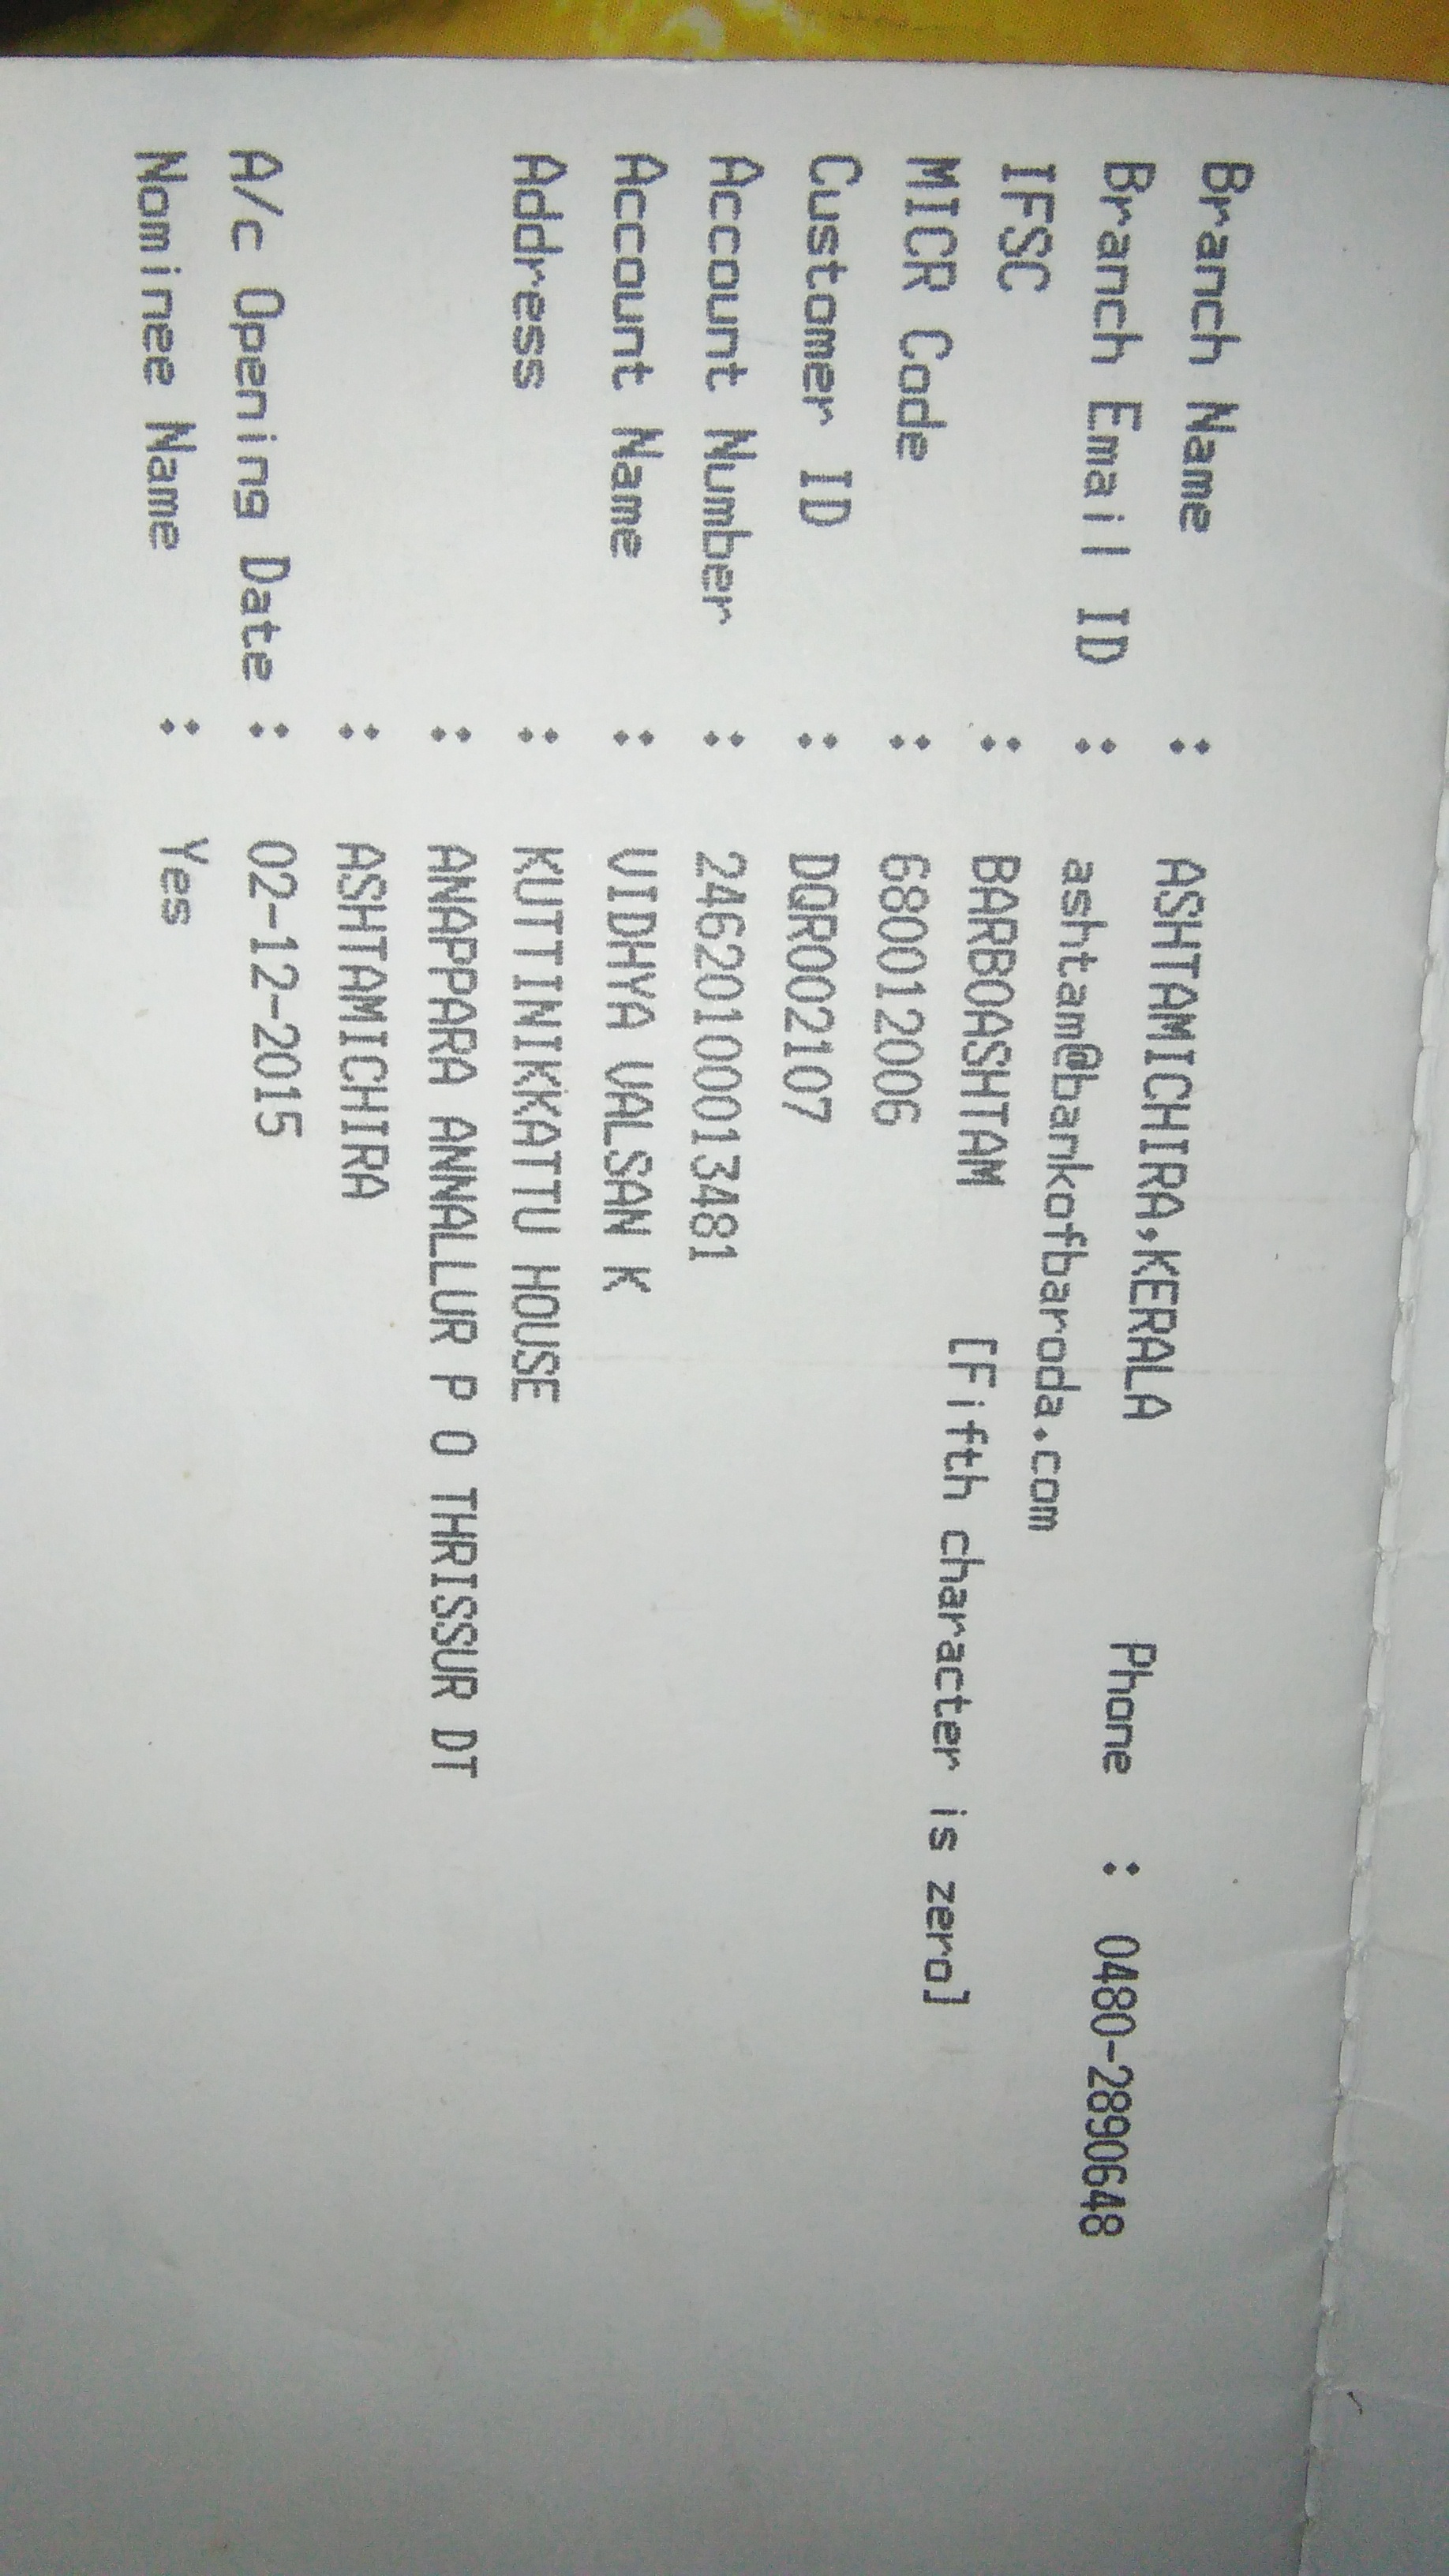 Branch Name : ASHTAMICHIRA,KERALA Phone : 0480-2890648
Branch Email ID : ashtam@bankofbaroda.com
IFSC : BARB0ASHTAM [Fifth character is zero]
MICR Code : 680012006
Customer ID : DQR002107
Account Number : 24620100013481
Account Name : VIDHYA VALSAN K
Address : KUTTINIKKATTU HOUSE
: ANAPPARA ANNALLUR P O THRISSUR DT
: ASHTAMICHIRA
A/c Opening Date : 02-12-2015
Nominee Name : Yes